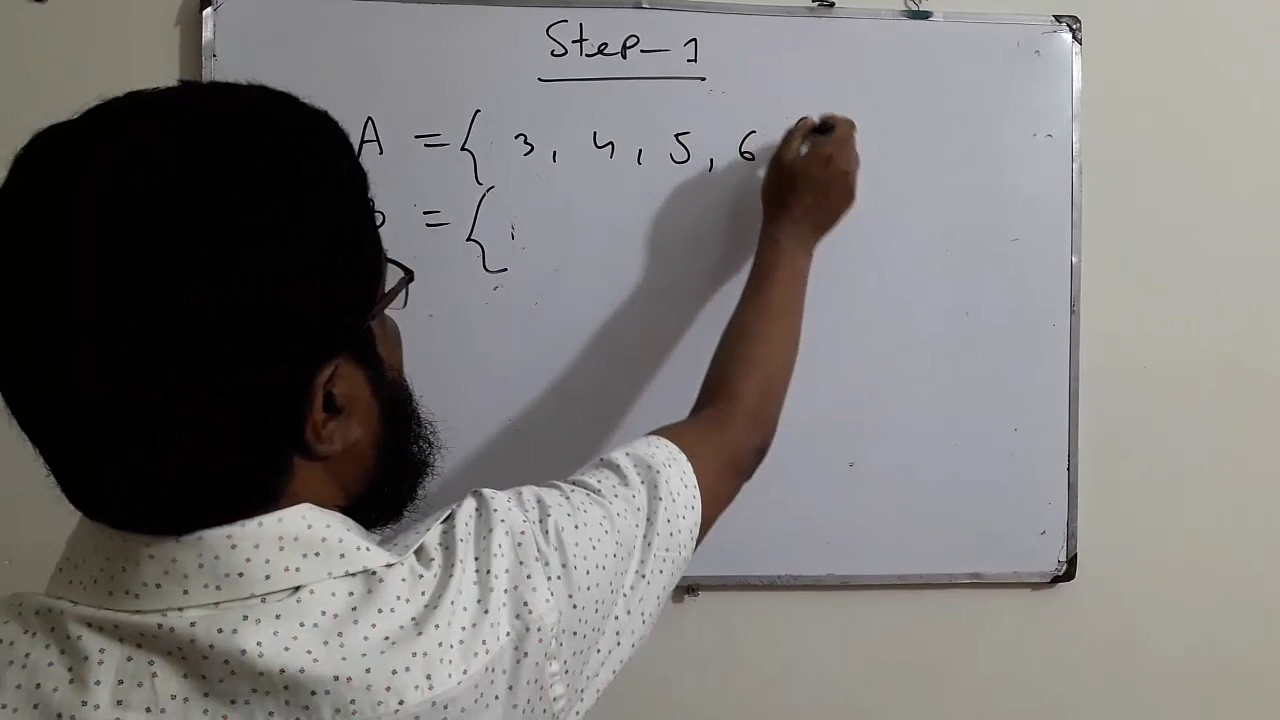 Step-1
A = { 3, 4, 5, 6
= {